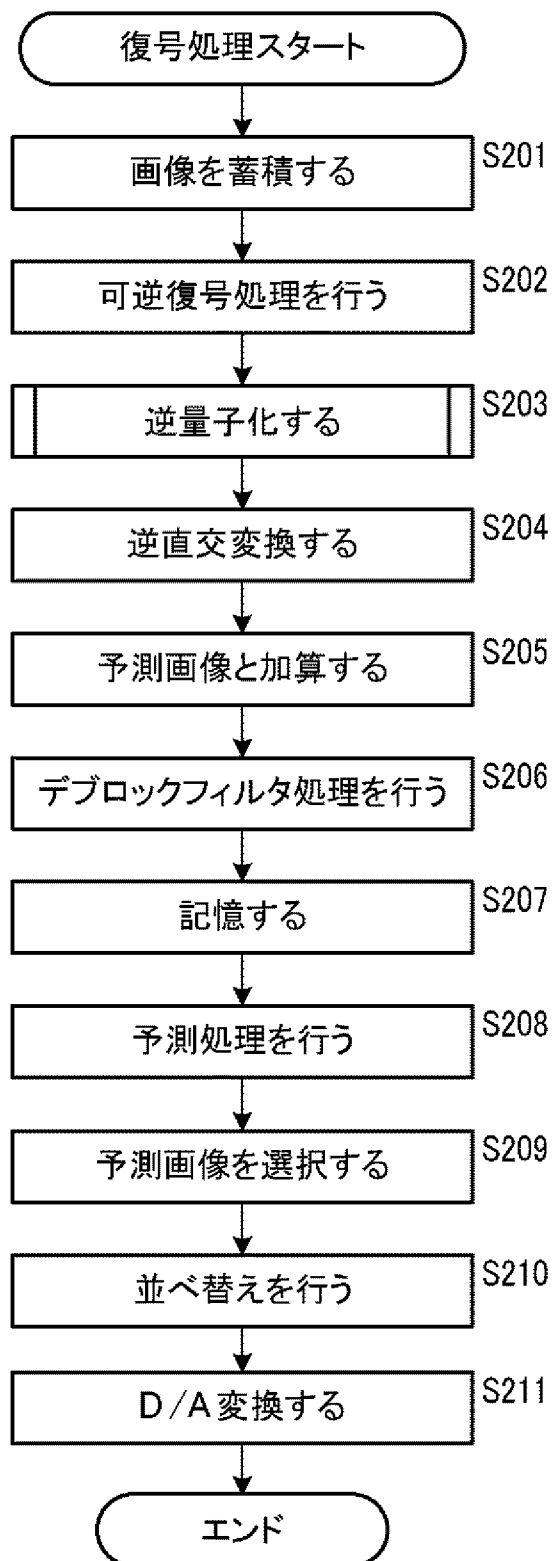 復号処理スタート
画像を蓄積する
S201
可逆復号処理を行う
S202
逆量子化する
S203
逆直交変換する
S204
予測画像と加算する
S205
デブロックフィルタ処理を行う
S206
記憶する
S207
予測処理を行う
S208
予測画像を選択する
S209
並べ替えを行う
S210
D/A変換する
S211
エンド